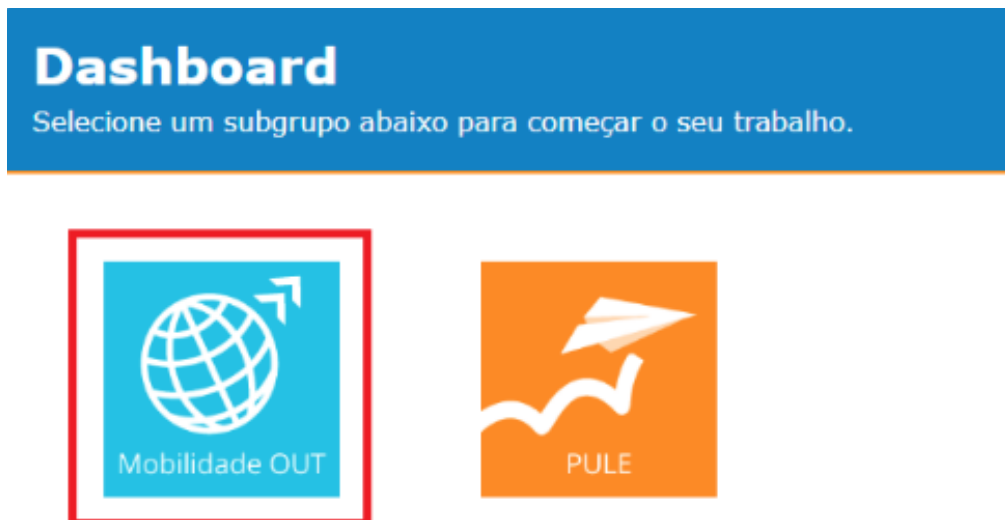 Dashboard
Selecione um subgrupo abaixo para começar o seu trabalho.
Mobilidade OUT
PULE